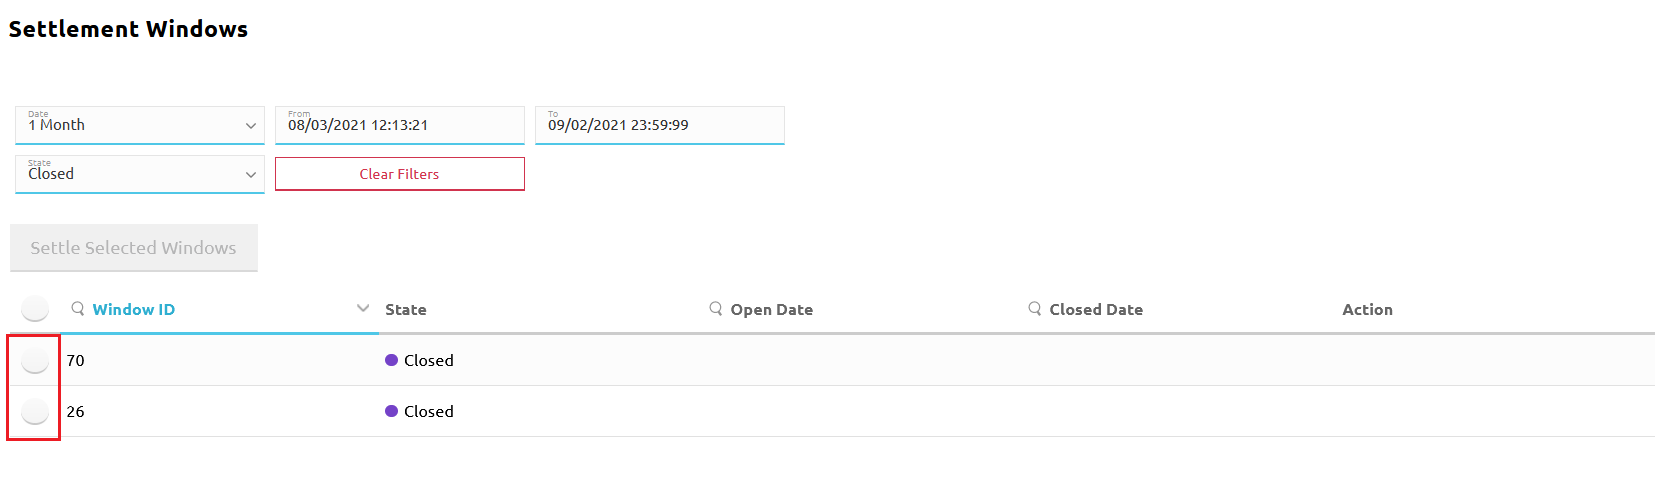 Settlement Windows
Date
From
To
1 Month
08/03/2021 12:13:21
09/02/2021 23:59:99
State
Closed
Clear Filters
Settle Selected Windows
Window ID State Open Date Closed Date Action
70 Closed
26 Closed